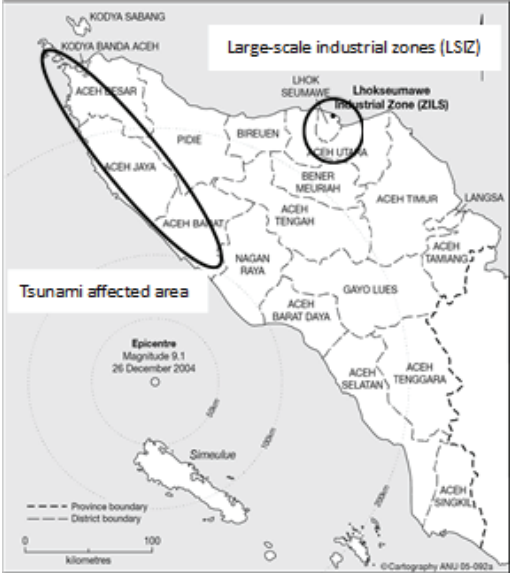 KODYA SABANG
KODYA BANDA ACEH
Large-scale industrial zones (LSIZ)
LHOK
SEUMAWE
Lhokseumawe
Industrial Zone (ZILS)
ACEH BESAR
PIDIE
BIREUEN
ACEH UTARA
ACEH JAYA
BENER
MEURIAH
ACEH TIMUR
LANGSA
ACEH BARAT
ACEH
TENGAH
ACEH
TAMIANG
NAGAN
RAYA
GAYO LUES
Tsunami affected area
ACEH
BARAT DAYA
Epicentre
Magnitude 9.1
26 December 2004
ACEH
SELATAN
ACEH
TENGGARA
50km
100km
200km
Simeulue
ACEH
SINGKIL
Province boundary
District boundary
0 100
kilometres
©Cartography ANU 05-092a